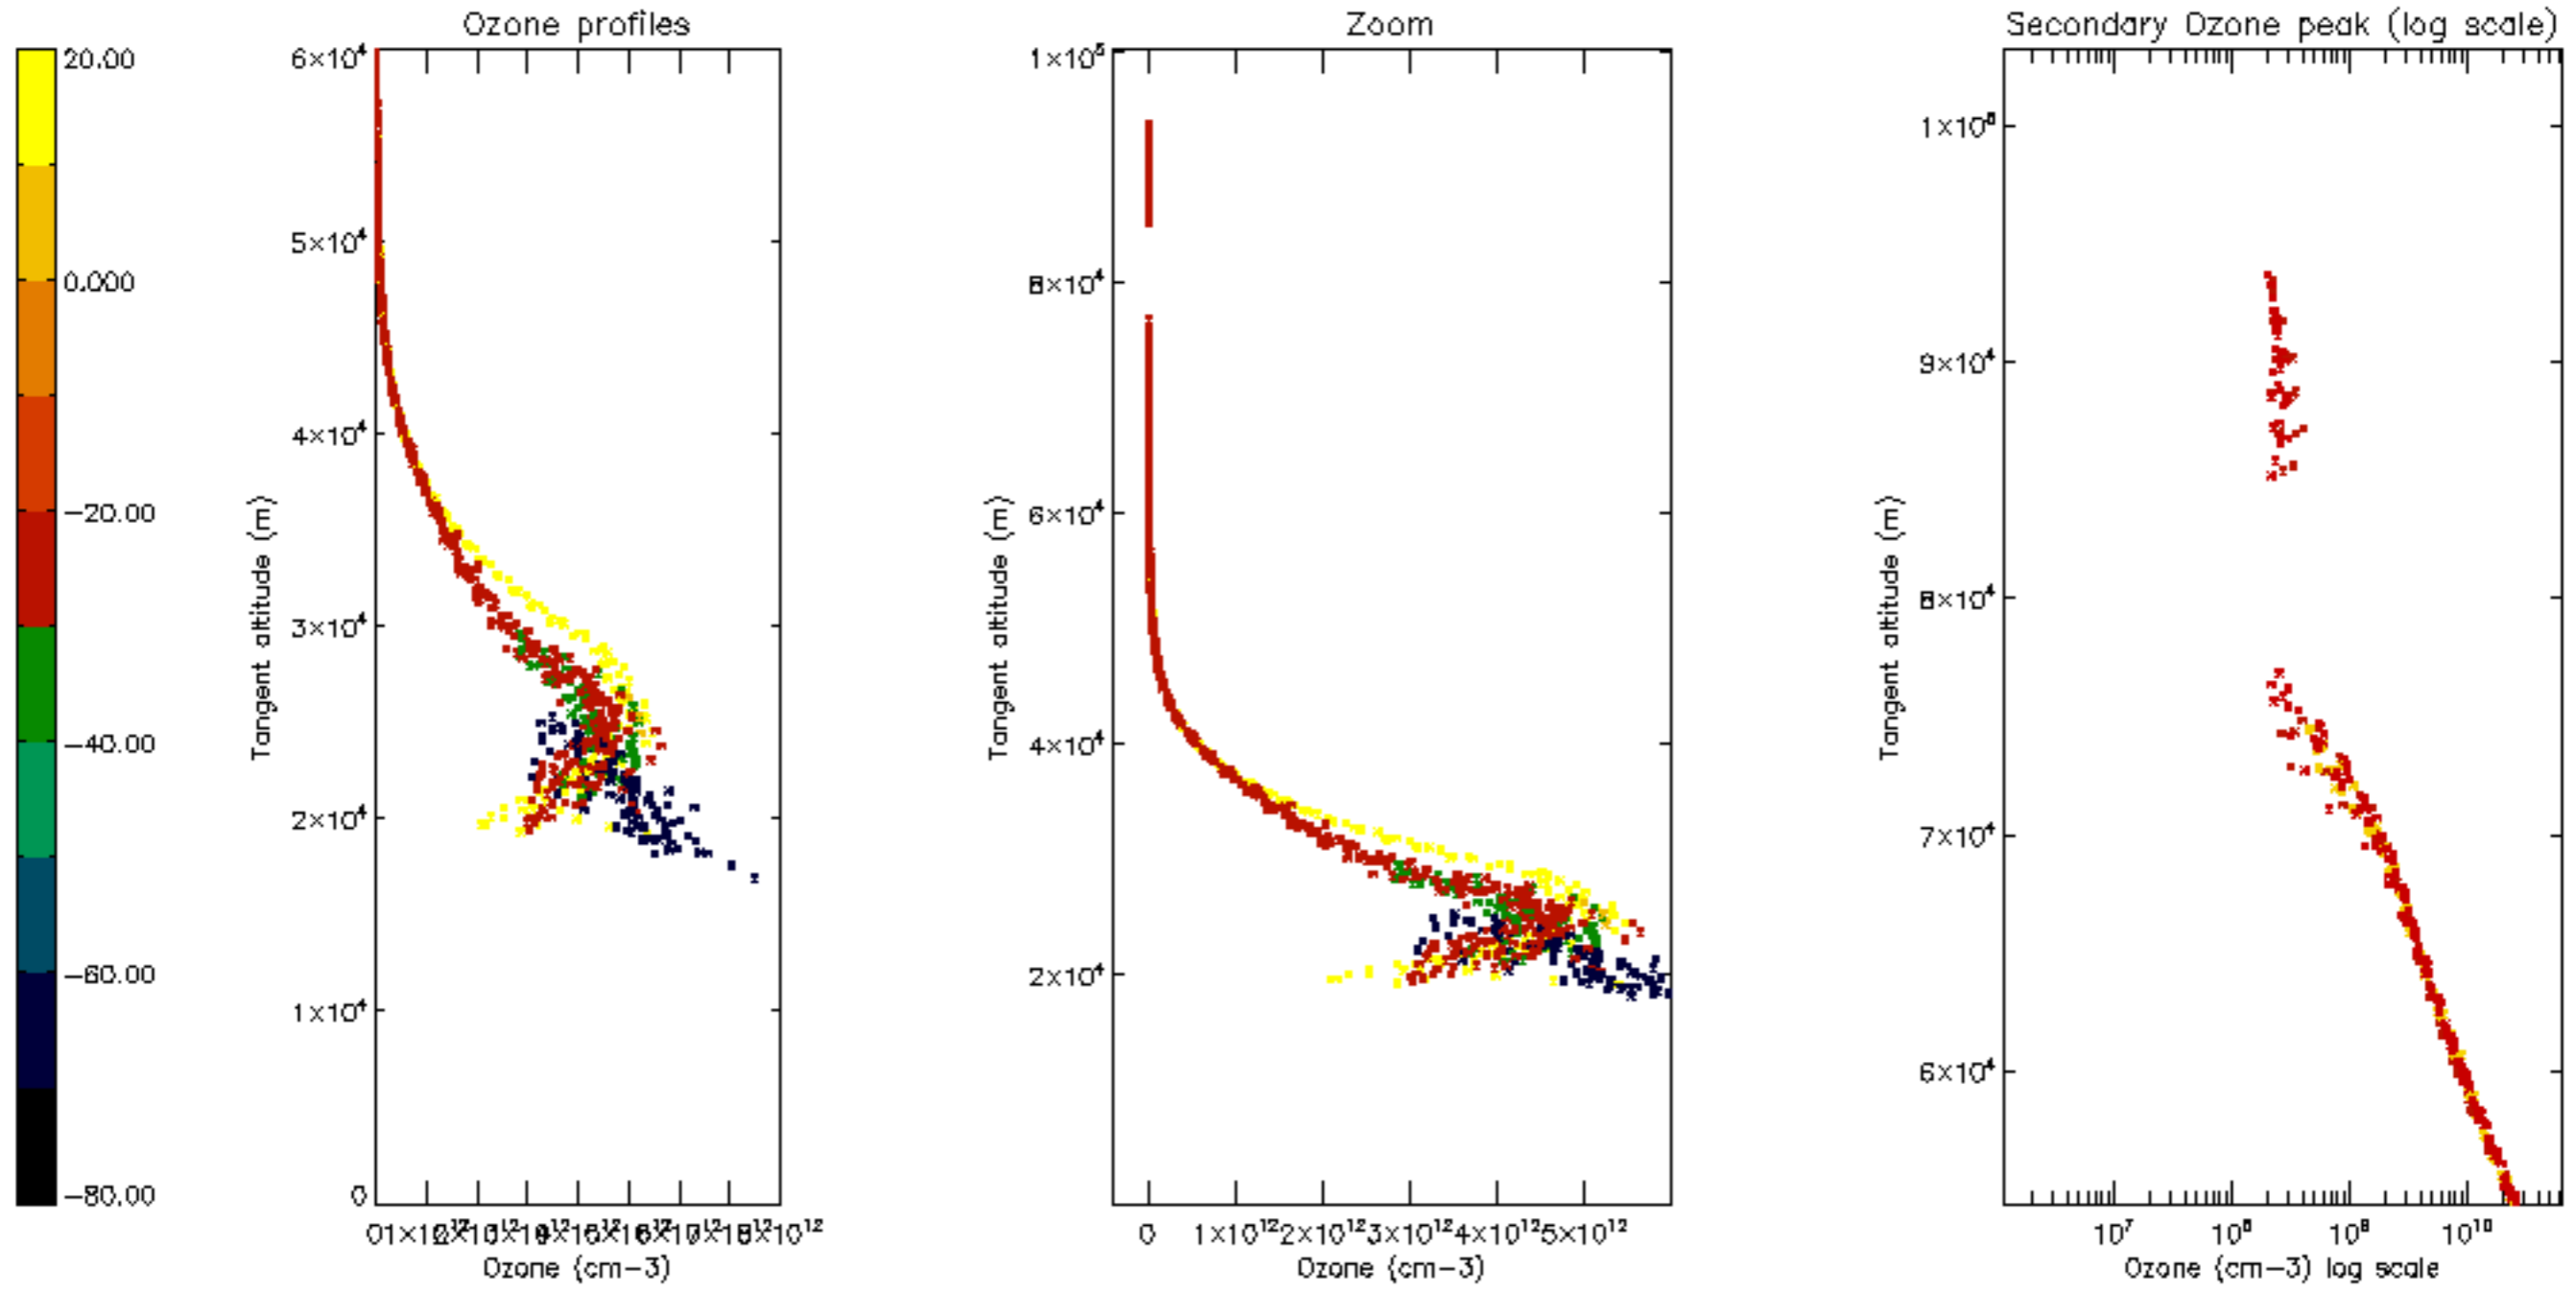 Ozone profiles
Zoom
Secondary Ozone peak (log scale)
20.00
0.000
−20.00
−40.00
−60.00
−80.00
6×10⁴
5×10⁴
4×10⁴
3×10⁴
2×10⁴
1×10⁴
0
Tangent altitude (m)
Ozone (cm−3)
1×10⁵
8×10⁴
6×10⁴
4×10⁴
2×10⁴
Tangent altitude (m)
0 1×10¹² 2×10¹² 3×10¹² 4×10¹² 5×10¹²
Ozone (cm−3)
1×10⁵
9×10⁴
8×10⁴
7×10⁴
6×10⁴
Tangent altitude (m)
10⁷ 10⁸ 10⁹ 10¹⁰
Ozone (cm−3) log scale